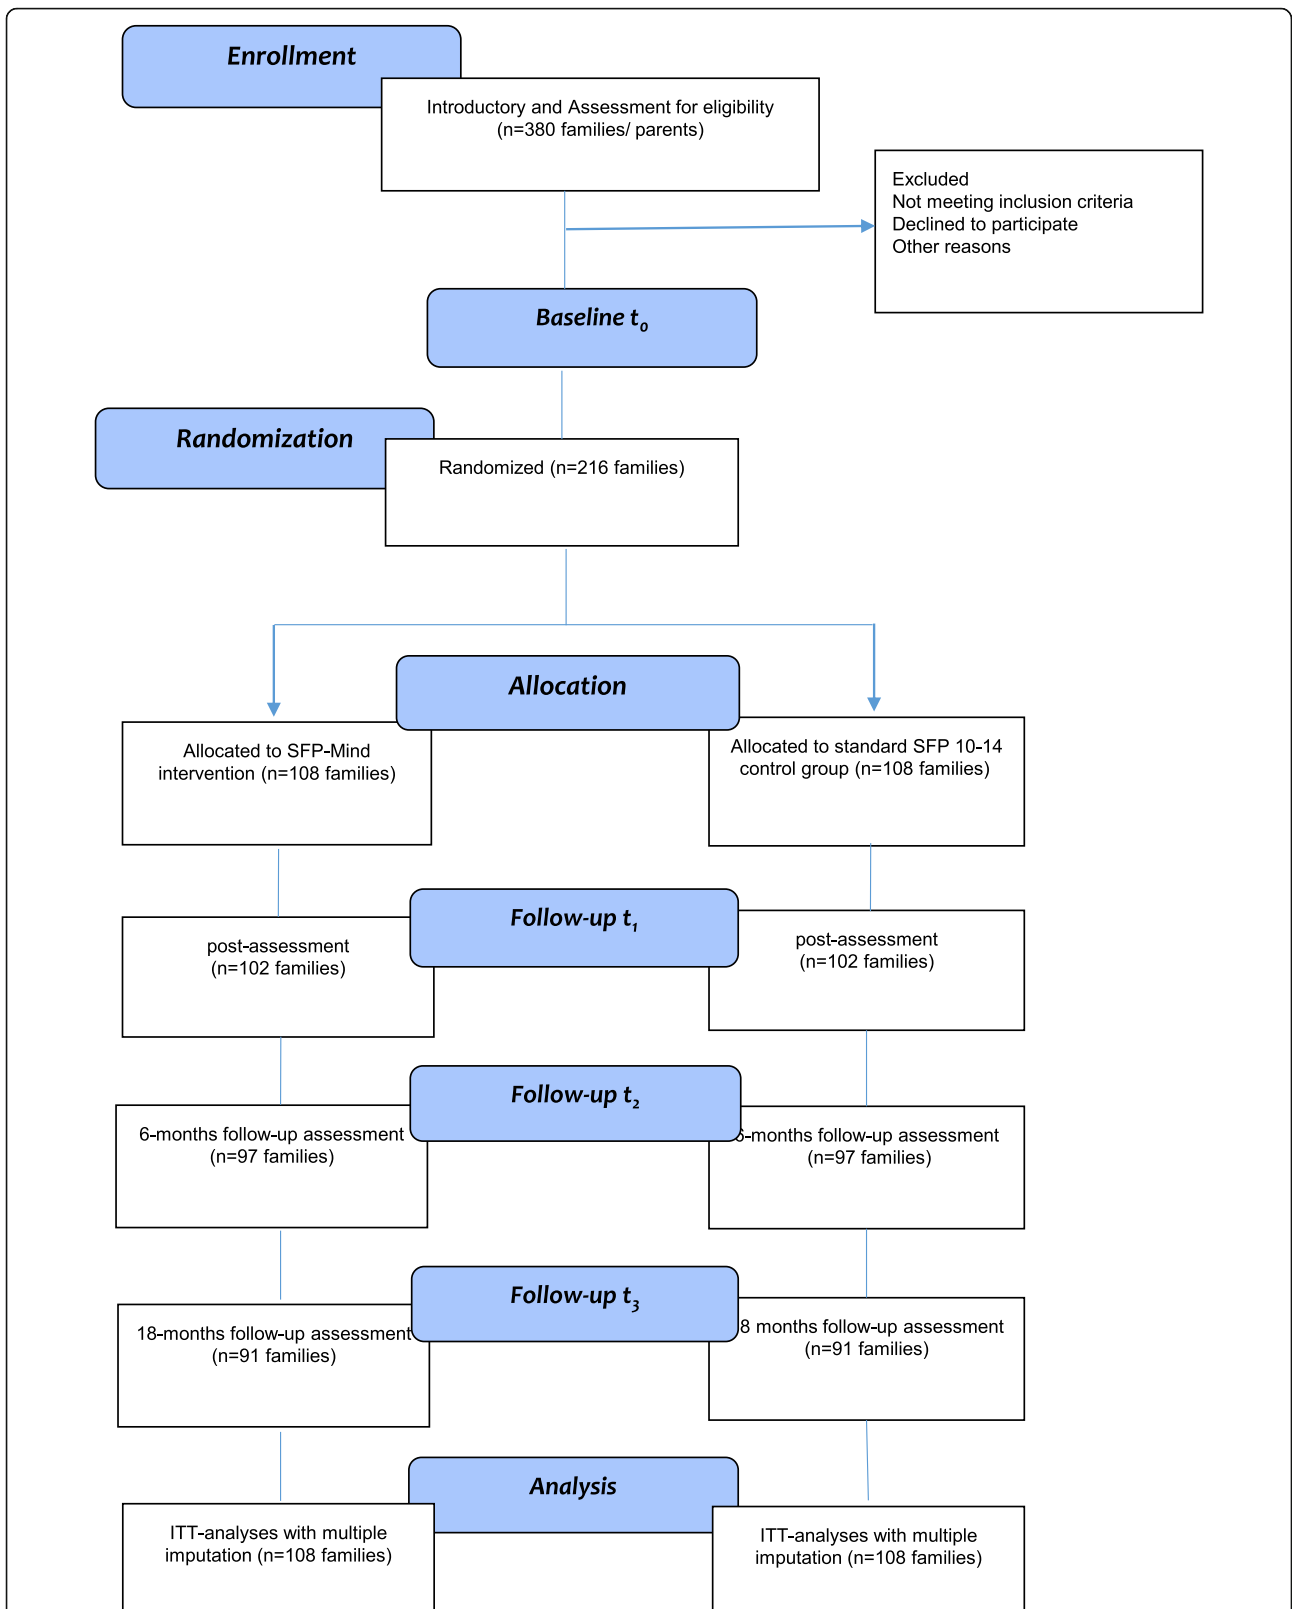 Enrollment
Introductory and Assessment for eligibility
(n=380 families/ parents)
Excluded
Not meeting inclusion criteria
Declined to participate
Other reasons
Baseline t0
Randomization
Randomized (n=216 families)
Allocation
Allocated to SFP-Mind
intervention (n=108 families)
Allocated to standard SFP 10-14
control group (n=108 families)
Follow-up t1
post-assessment
(n=102 families)
post-assessment
(n=102 families)
Follow-up t2
6-months follow-up assessment
(n=97 families)
6-months follow-up assessment
(n=97 families)
Follow-up t3
18-months follow-up assessment
(n=91 families)
8 months follow-up assessment
(n=91 families)
Analysis
ITT-analyses with multiple
imputation (n=108 families)
ITT-analyses with multiple
imputation (n=108 families)